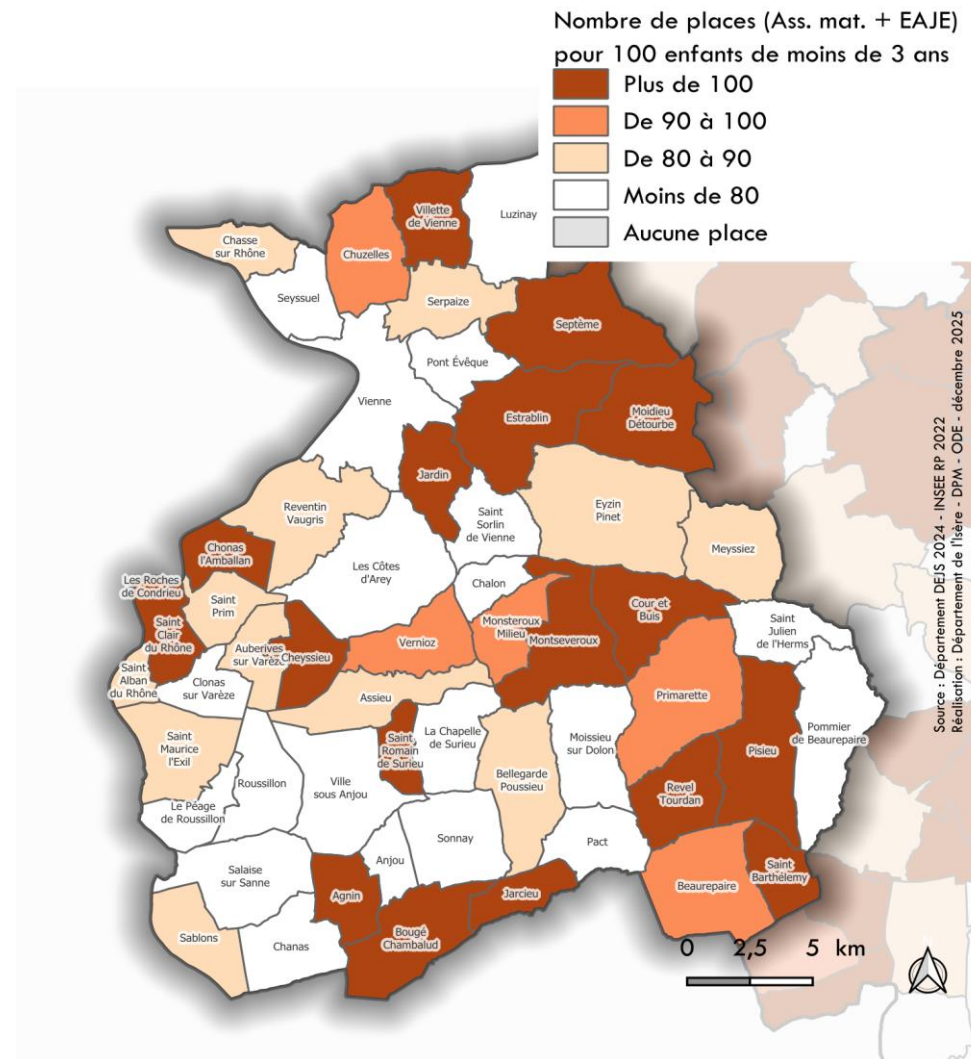 Nombre de places (Ass. mat. + EAJE)
pour 100 enfants de moins de 3 ans
Plus de 100
De 90 à 100
De 80 à 90
Moins de 80
Aucune place
Villette
de Vienne
Luzinay
Chasse
sur Rhône
Chuzelles
Seyssuel
Serpaize
Septème
Pont Évêque
Vienne
Estrablin
Moidieu
Détourbe
Jardin
Reventin
Vaugris
Saint
Sorlin
de Vienne
Eyzin
Pinet
Meyssiez
Chonas
l'Amballan
Les Côtes
d'Arey
Chalon
Les Roches
de Condrieu
Saint
Prim
Saint
Clair
du Rhône
Auberives
sur Varèze
Cheyssieu
Vernioz
Monsteroux
Milieu
Montseveroux
Cour et
Buis
Saint
Julien
de l'Herms
Saint
Alban
du Rhône
Clonas
sur Varèze
Assieu
Primarette
Pommier
de Beaurepaire
Pisieu
Saint
Maurice
l'Exil
Saint
Romain
de Surieu
La Chapelle
de Surieu
Moissieu
sur Dolon
Bellegarde
Poussieu
Roussillon
Ville
sous Anjou
Revel
Tourdan
Le Péage
de Roussillon
Sonnay
Pact
Anjou
Salaise
sur Sanne
Agnin
Jarcieu
Beaurepaire
Saint
Barthélemy
Sablons
Chanas
Bougé
Chambalud
0 2,5 5 km
Source : Département DEJS 2024 - INSEE RP 2022
Réalisation : Département de l'Isère - DPM - ODE - décembre 2025